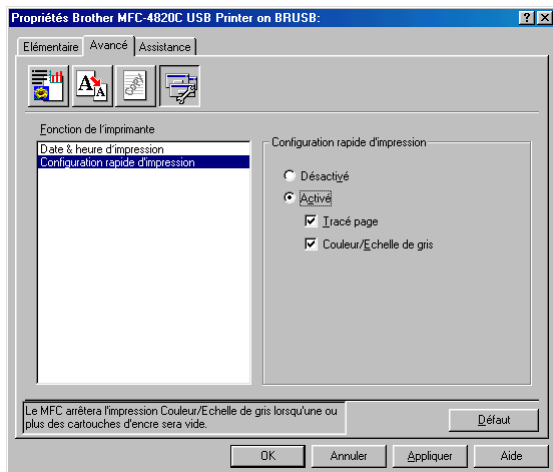 Propriétés Brother MFC-4820C USB Printer on BRUSB:
Elémentaire
Avancé
Assistance
Fonction de l'imprimante
Date & heure d'impression
Configuration rapide d'impression
Configuration rapide d'impression
Désactivé
Activé
Tracé page
Couleur/Echelle de gris
Le MFC arrêtera l'impression Couleur/Echelle de gris lorsqu'une ou
plus des cartouches d'encre sera vide.
Défaut
OK
Annuler
Appliquer
Aide